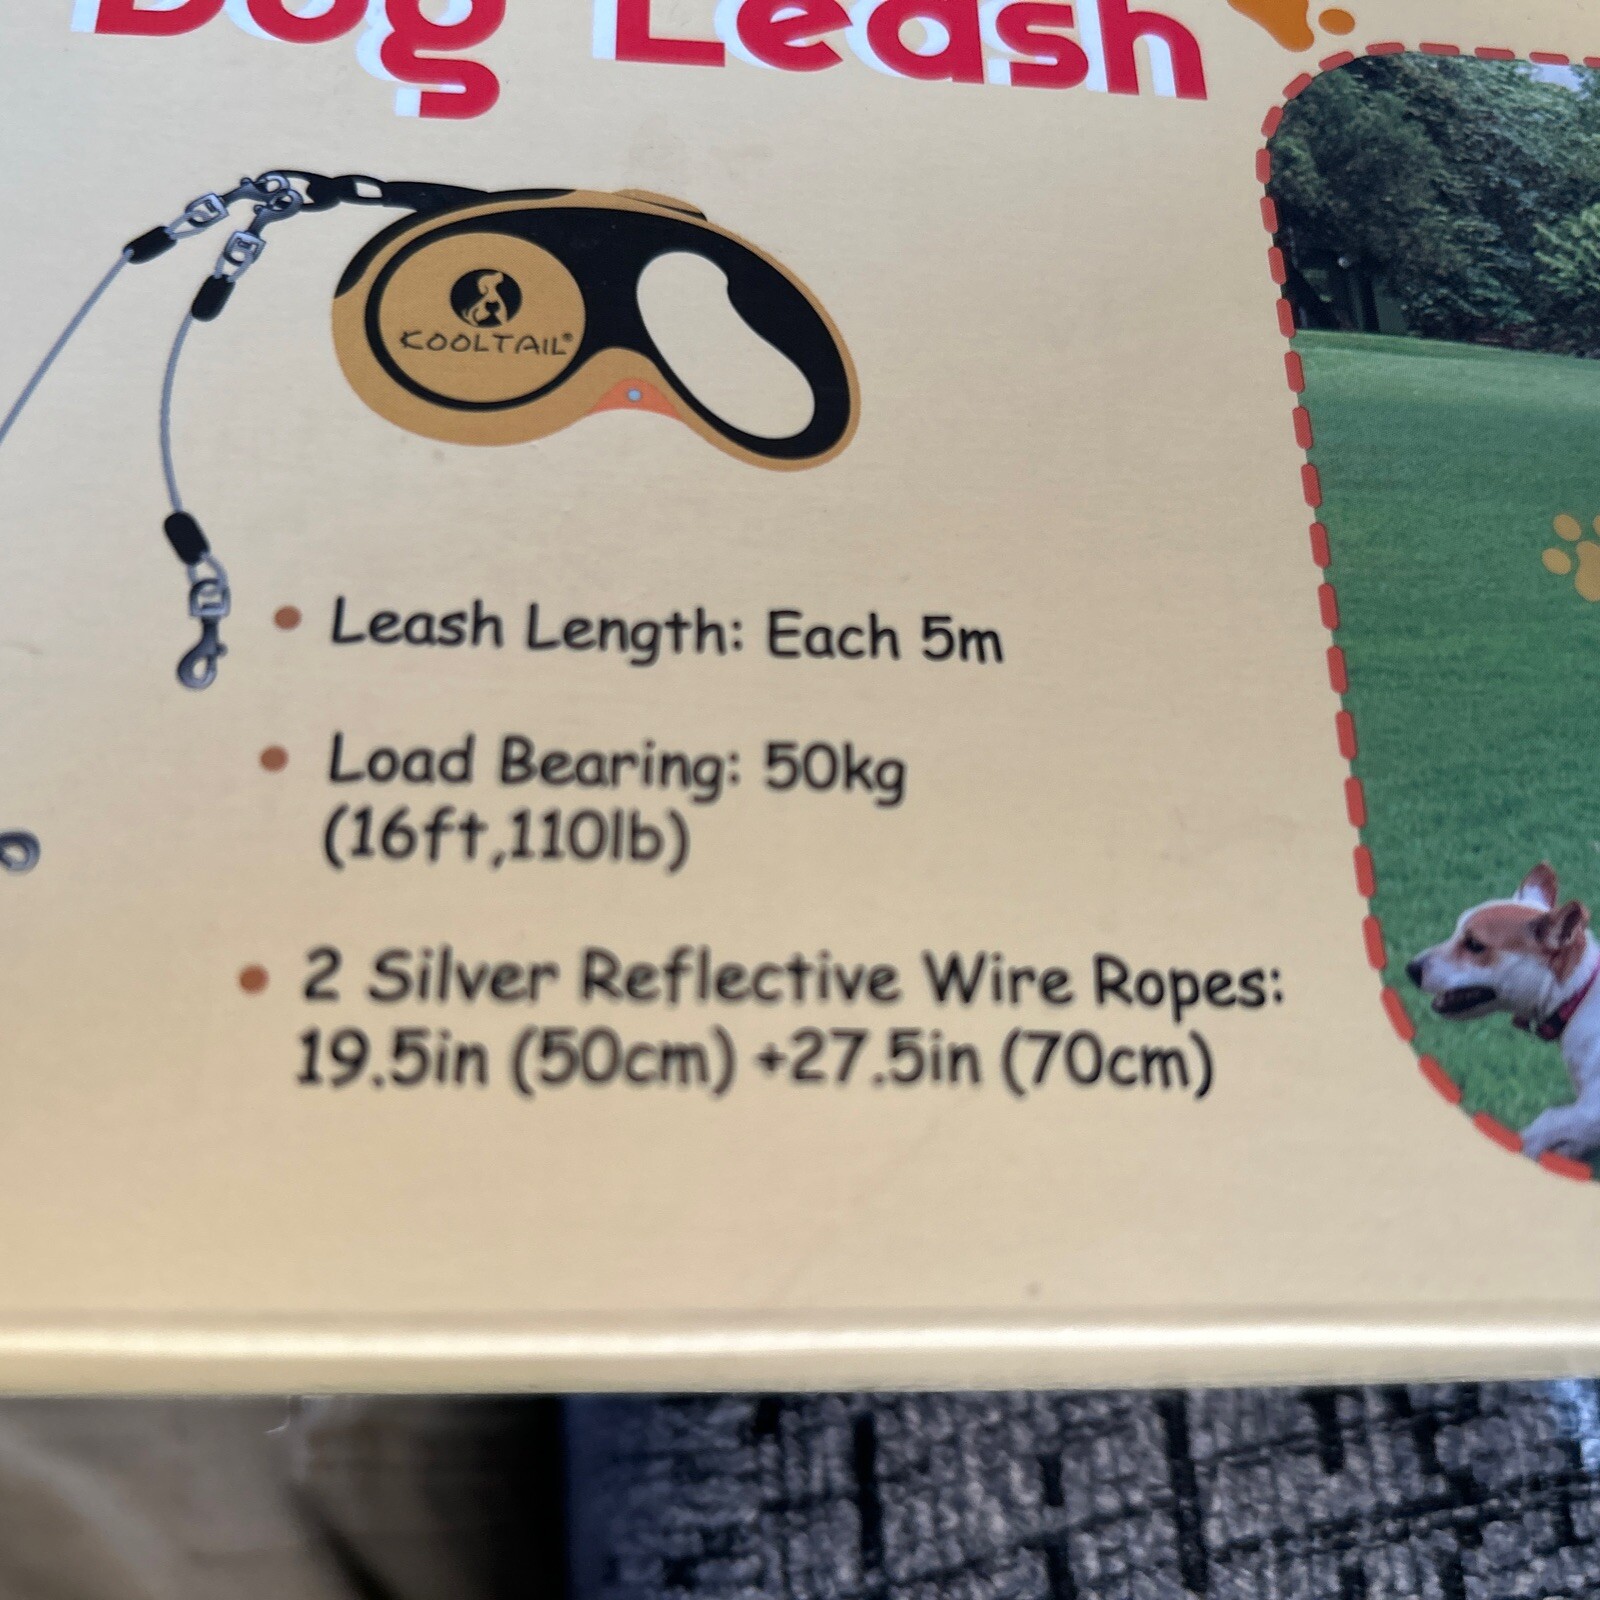 Dog Leash
KOOLTAIL®
Leash Length: Each 5m
Load Bearing: 50kg
(16ft,110lb)
2 Silver Reflective Wire Ropes:
19.5in (50cm) +27.5in (70cm)